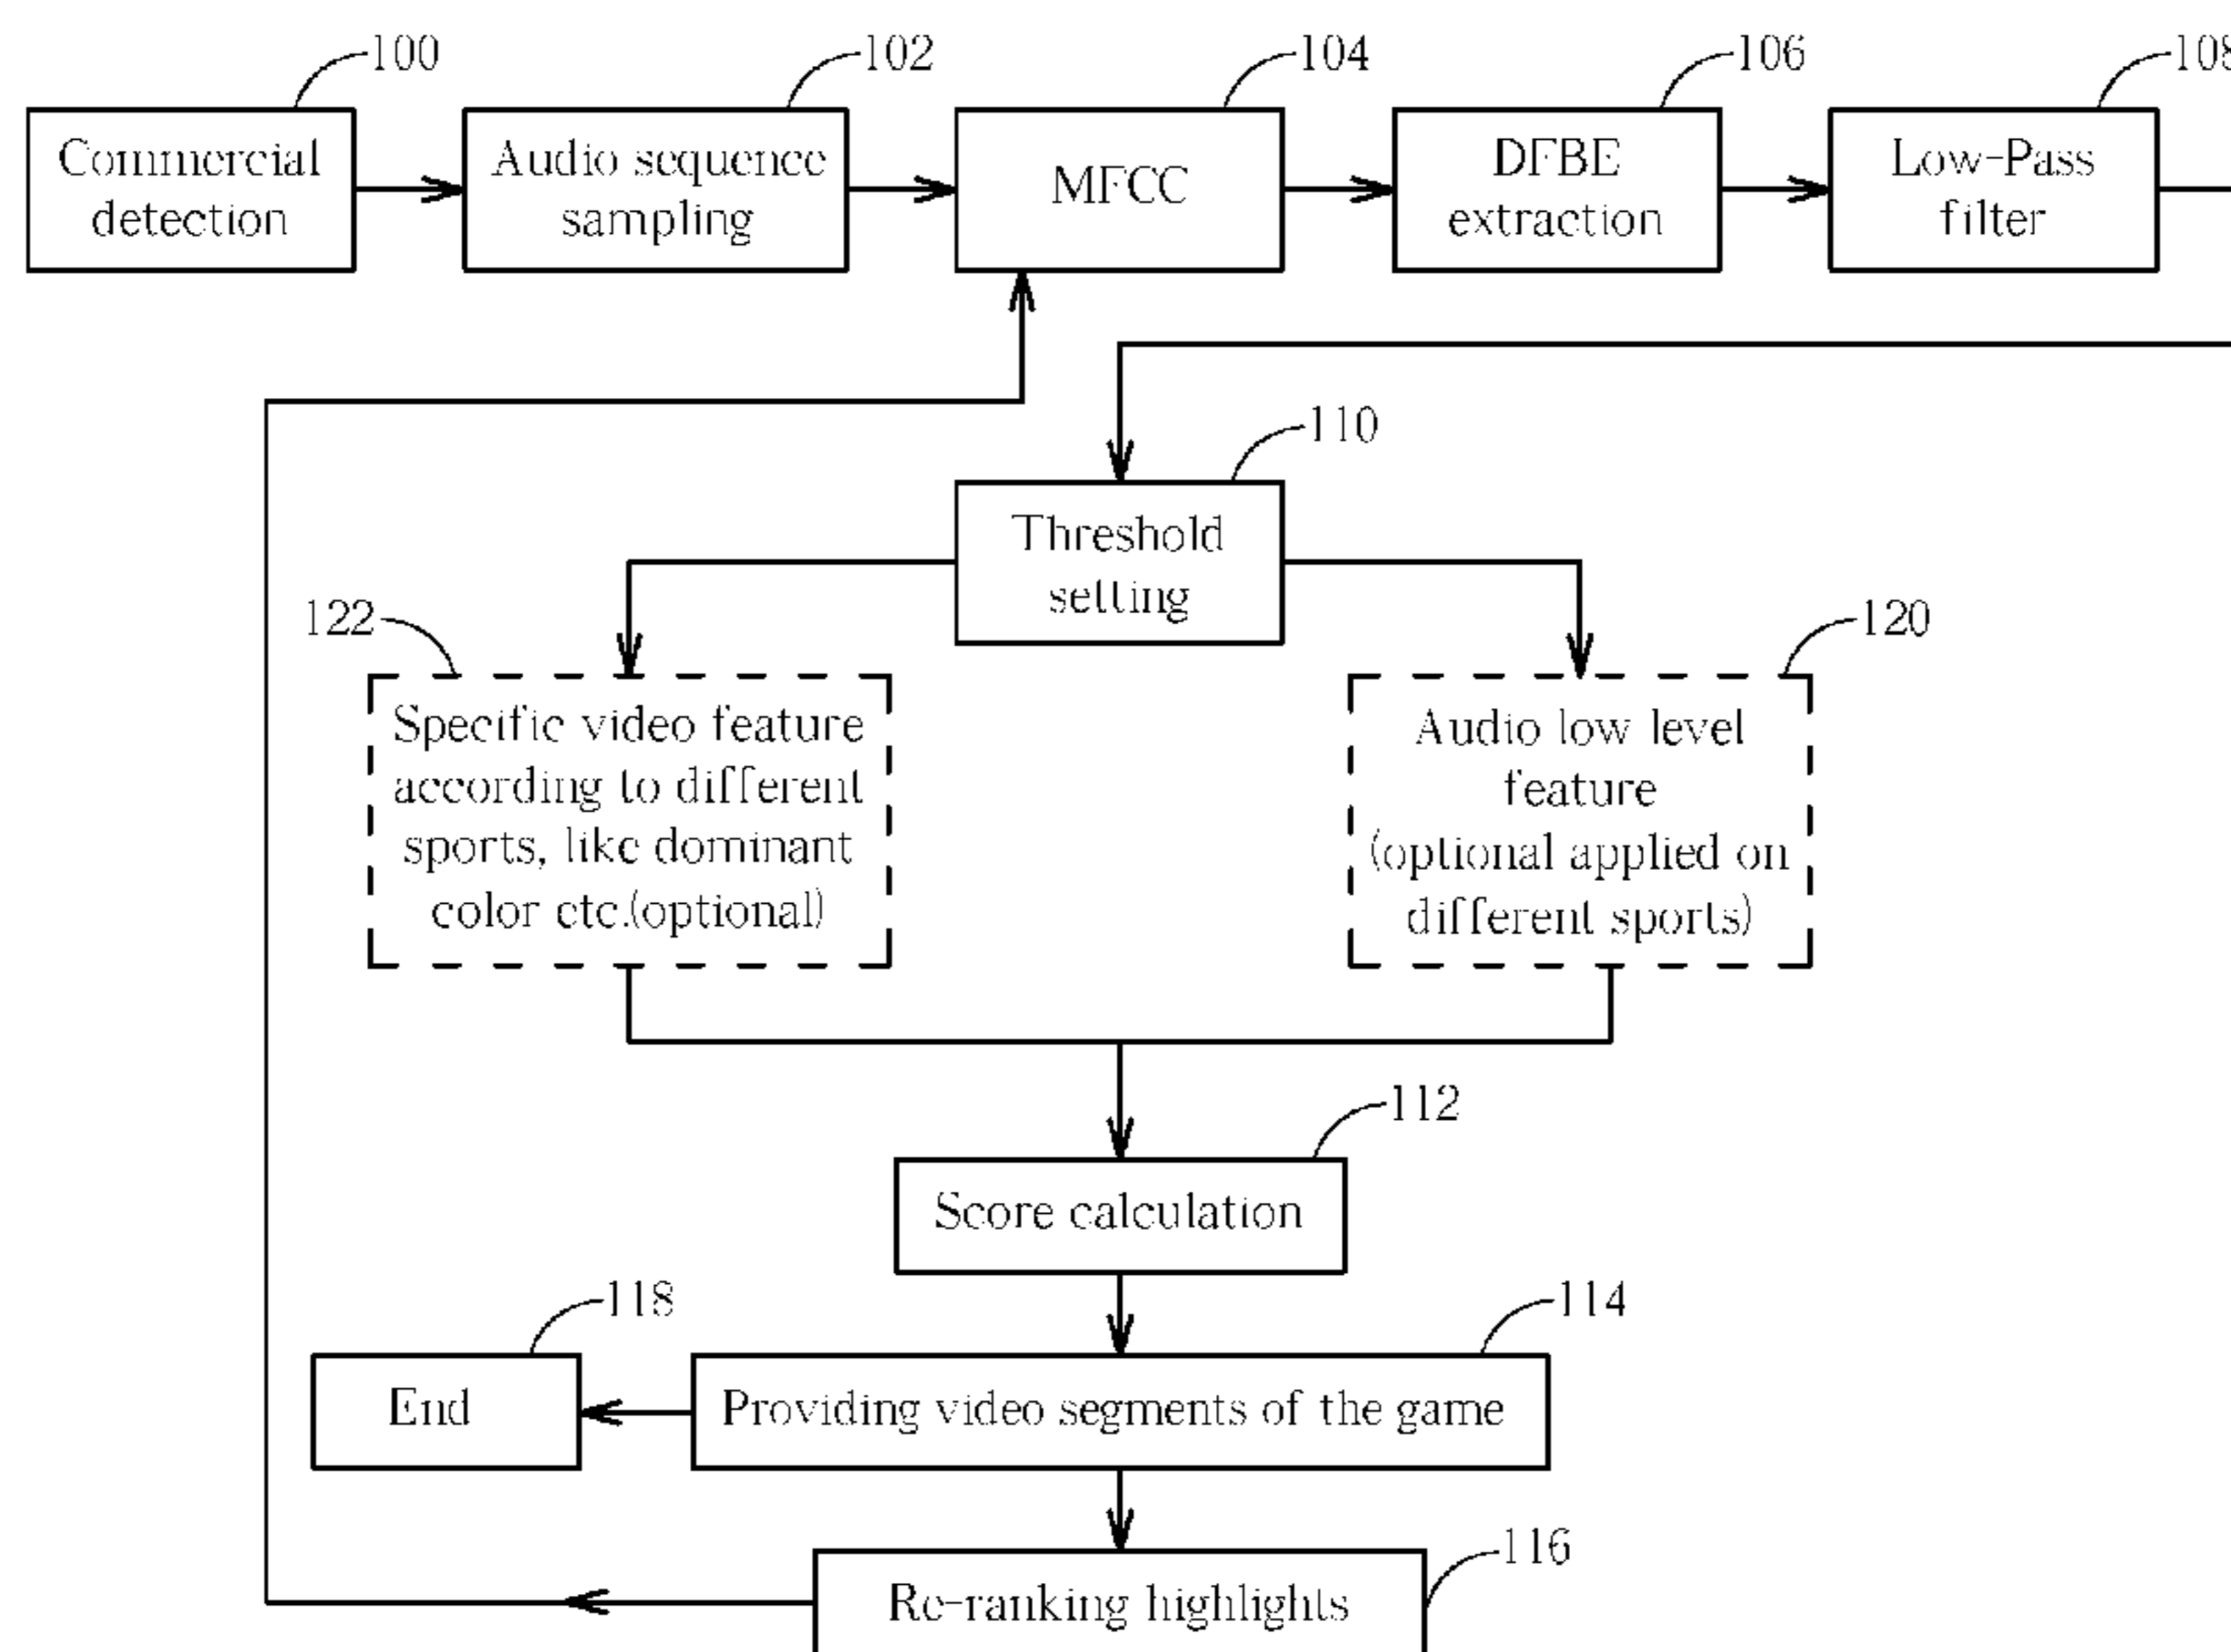 100
102
104
106
108
Commercial
detection
Audio sequence
sampling
MFCC
DFBE
extraction
Low-Pass
filter
110
Threshold
setting
122
120
Specific video feature
according to different
sports, like dominant
color etc.(optional)
Audio low level
feature
(optional applied on
different sports)
112
Score calculation
118
114
End
Providing video segments of the game
116
Re-ranking highlights